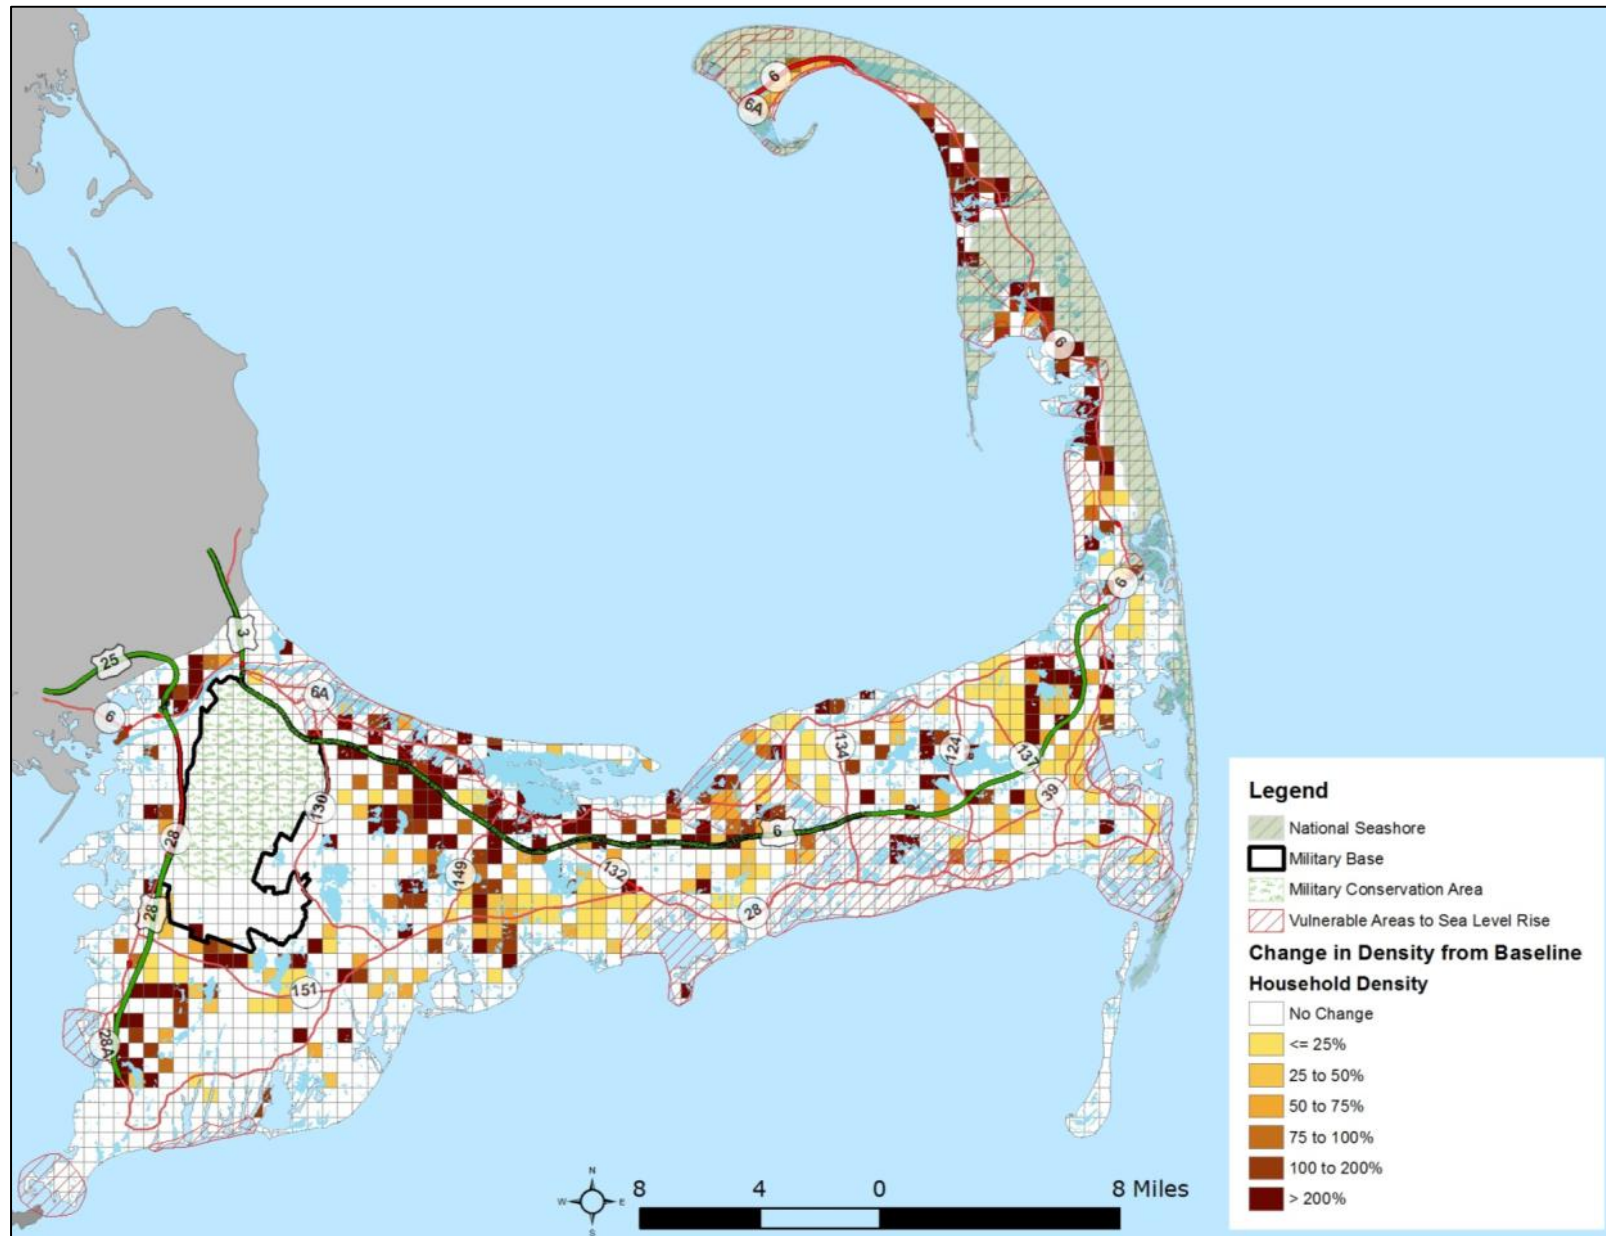 6
6A
6
6
3
25
6A
6
134
124
137
39
130
28
6
149
132
28
28
151
28A
Legend
National Seashore
Military Base
Military Conservation Area
Vulnerable Areas to Sea Level Rise
Change in Density from Baseline
Household Density
No Change
<= 25%
25 to 50%
50 to 75%
75 to 100%
100 to 200%
> 200%
N
W E
S
8 4 0 8 Miles